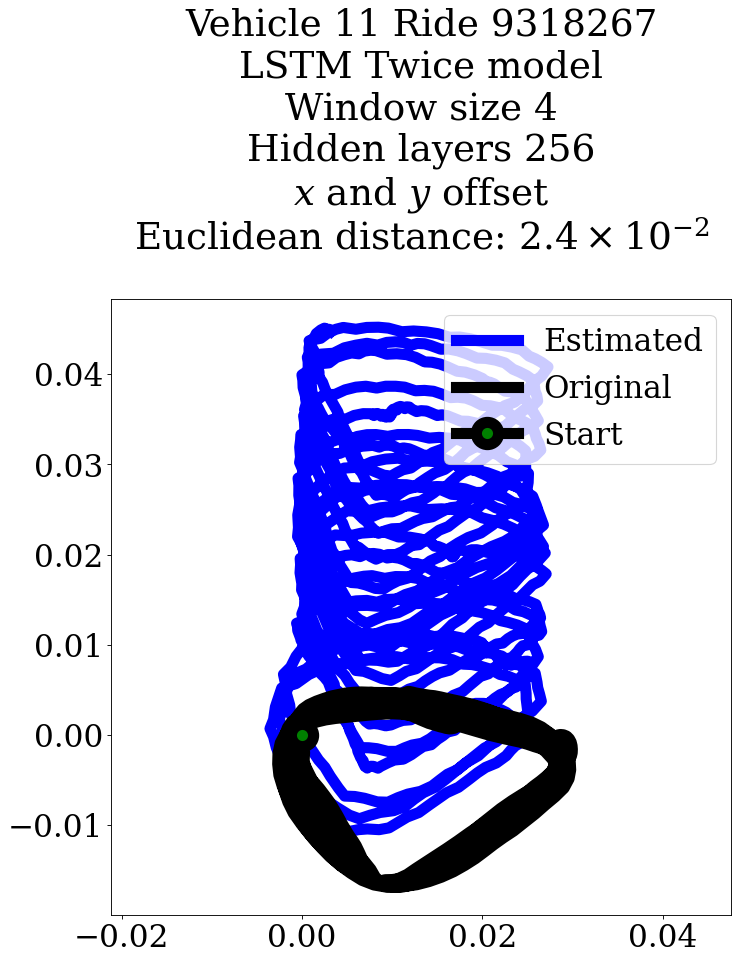 Vehicle 11 Ride 9318267
LSTM Twice model
Window size 4
Hidden layers 256
x and y offset
Euclidean distance: 2.4 × 10⁻²
Estimated
Original
Start
0.04
0.03
0.02
0.01
0.00
−0.01
−0.02 0.00 0.02 0.04